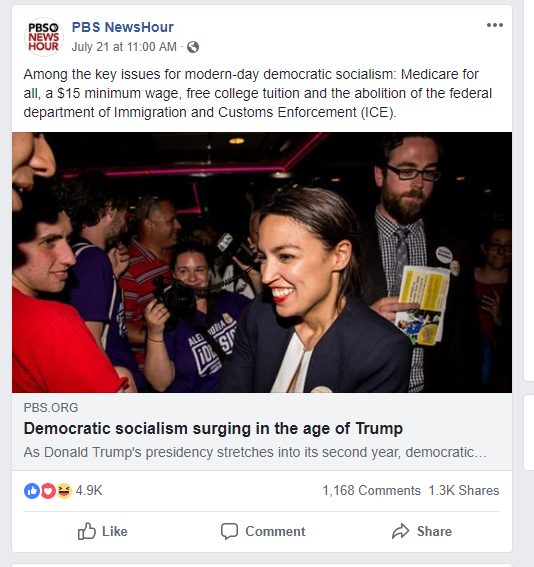 PBS
NEWS
HOUR
PBS NewsHour
July 21 at 11:00 AM ·
Among the key issues for modern-day democratic socialism: Medicare for
all, a $15 minimum wage, free college tuition and the abolition of the federal
department of Immigration and Customs Enforcement (ICE).
PBS.ORG
Democratic socialism surging in the age of Trump
As Donald Trump's presidency stretches into its second year, democratic...
4.9K
1,168 Comments 1.3K Shares
Like
Comment
Share